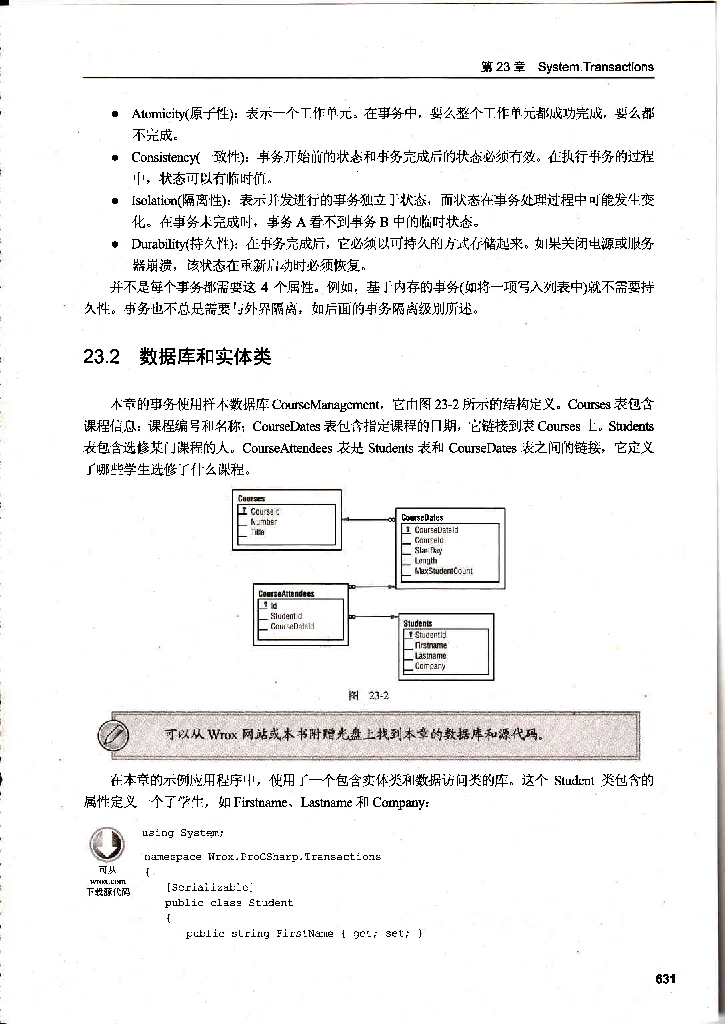 第 23 章 System.Transactions
● Atomicity(原子性)：表示一个工作单元。在事务中，要么整个工作单元都成功完成，要么都
不完成。
● Consistency(一致性)：事务开始前的状态和事务完成后的状态必须有效。在执行事务的过程
中，状态可以有临时值。
● Isolation(隔离性)：表示并发进行的事务独立于状态，而状态在事务处理过程中可能发生变
化。在事务未完成时，事务 A 看不到事务 B 中的临时状态。
● Durability(持久性)：在事务完成后，它必须以可持久的方式存储起来。如果关闭电源或服务
器崩溃，该状态在重新启动时必须恢复。
并不是每个事务都需要这 4 个属性。例如，基于内存的事务(如将一项写入列表中)就不需要持
久性。事务也不总是需要与外界隔离，如后面的事务隔离级别所述。
23.2 数据库和实体类
本章的事务使用样本数据库 CourseManagement，它由图 23-2 所示的结构定义。Courses 表包含
课程信息：课程编号和名称；CourseDates 表包含指定课程的日期，它链接到表 Courses 上。Students
表包含选修某门课程的人。CourseAttendees 表是 Students 表和 CourseDates 表之间的链接，它定义
了哪些学生选修了什么课程。
Courses
CourseId
Number
Title
CourseDates
CourseDateId
CourseId
StartDay
Length
MaxStudentCount
CourseAttendees
Id
StudentId
CourseDateId
Students
StudentId
Firstname
Lastname
Company
图 23-2
可以从 Wrox 网站或本书附赠光盘上找到本章的数据库和源代码。
在本章的示例应用程序中，使用了一个包含实体类和数据访问类的库。这个 Student 类包含的
属性定义一个了学生，如 Firstname、Lastname 和 Company：
可从
wrox.com
下载源代码
using System;
namespace Wrox.ProCSharp.Transactions
{
[Serializable]
public class Student
{
public string FirstName { get; set; }
631